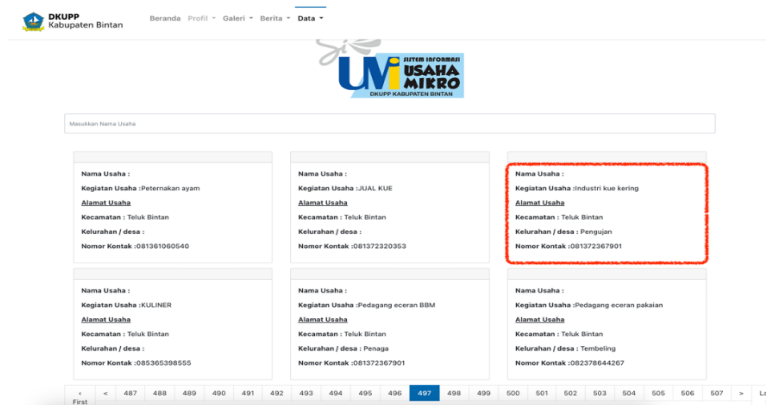 DKUPP
Kabupaten Bintan
Beranda Profil Galeri Berita Data
Si
UMi
SISTEM INFORMASI
USAHA
MIKRO
DKUPP KABUPATEN BINTAN
Masukkan Nama Usaha
Nama Usaha :
Kegiatan Usaha :Peternakan ayam
Alamat Usaha
Kecamatan : Teluk Bintan
Kelurahan / desa :
Nomor Kontak :081361060540
Nama Usaha :
Kegiatan Usaha :JUAL KUE
Alamat Usaha
Kecamatan : Teluk Bintan
Kelurahan / desa :
Nomor Kontak :081372320353
Nama Usaha :
Kegiatan Usaha :Industri kue kering
Alamat Usaha
Kecamatan : Teluk Bintan
Kelurahan / desa : Pengujan
Nomor Kontak :081372367901
Nama Usaha :
Kegiatan Usaha :KULINER
Alamat Usaha
Kecamatan : Teluk Bintan
Kelurahan / desa :
Nomor Kontak :085365398555
Nama Usaha :
Kegiatan Usaha :Pedagang eceran BBM
Alamat Usaha
Kecamatan : Teluk Bintan
Kelurahan / desa : Penaga
Nomor Kontak :081372367901
Nama Usaha :
Kegiatan Usaha :Pedagang eceran pakaian
Alamat Usaha
Kecamatan : Teluk Bintan
Kelurahan / desa : Tembeling
Nomor Kontak :082378644267
‹ First < 487 488 489 490 491 492 493 494 495 496 497 498 499 500 501 502 503 504 505 506 507 >